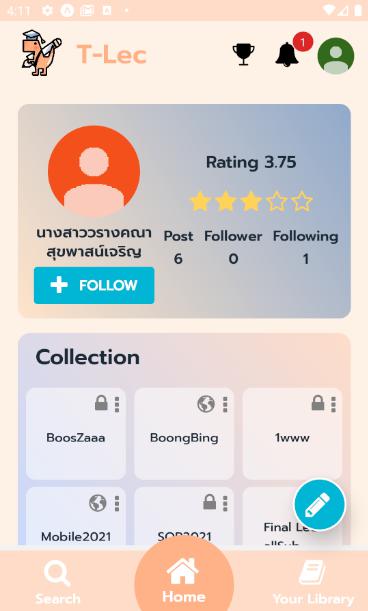 4:11
T-Lec
1
Rating 3.75
นางสาววรางคณา
สุขพาสน์เจริญ
Post Follower Following
6 0 1
FOLLOW
Collection
BoosZaaa BoongBing 1www
Mobile2021 SOP2021 Final Lec
Search Home Your Library